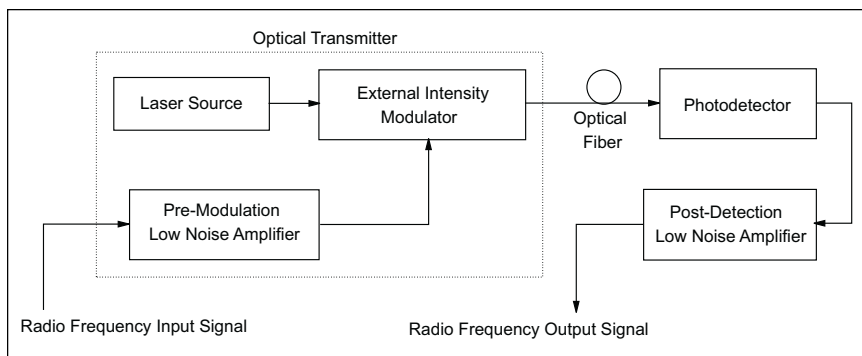 Optical Transmitter
Laser Source
External Intensity
Modulator
Optical
Fiber
Photodetector
Pre-Modulation
Low Noise Amplifier
Post-Detection
Low Noise Amplifier
Radio Frequency Input Signal
Radio Frequency Output Signal